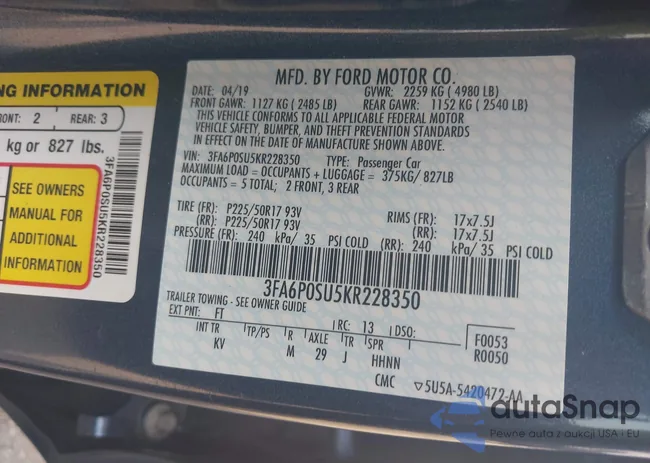 NG INFORMATION
RONT: 2 REAR: 3
kg or 827 lbs.
SEE OWNERS
MANUAL FOR
ADDITIONAL
INFORMATION
3FA6P0SU5KR228350
MFD. BY FORD MOTOR CO.
DATE: 04/19 GVWR: 2259 KG ( 4980 LB)
FRONT GAWR: 1127 KG ( 2485 LB) REAR GAWR: 1152 KG ( 2540 LB)
THIS VEHICLE CONFORMS TO ALL APPLICABLE FEDERAL MOTOR
VEHICLE SAFETY, BUMPER, AND THEFT PREVENTION STANDARDS
IN EFFECT ON THE DATE OF MANUFACTURE SHOWN ABOVE.
VIN: 3FA6P0SU5KR228350 TYPE: Passenger Car
MAXIMUM LOAD = OCCUPANTS + LUGGAGE = 375KG/ 827LB
OCCUPANTS = 5 TOTAL; 2 FRONT, 3 REAR
TIRE (FR): P225/50R17 93V RIMS (FR): 17x7.5J
(RR): P225/50R17 93V (RR): 17x7.5J
PRESSURE (FR): 240 kPa/ 35 PSI COLD (RR): 240 kPa/ 35 PSI COLD
3FA6P0SU5KR228350
TRAILER TOWING - SEE OWNER GUIDE
EXT PNT: FT RC: 13 DSO: F0053
INT TR TP/PS R AXLE TR SPR R0050
KV M 29 J HHNN
CMC ▽5U5A-5420472-AA
autaSnap
Pewne auta z aukcji USA i EU